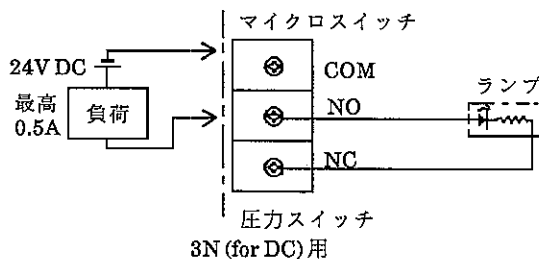 マイクロスイッチ
24V DC
COM
最高
0.5A
負荷
NO
ランプ
NC
圧力スイッチ
3N (for DC) 用